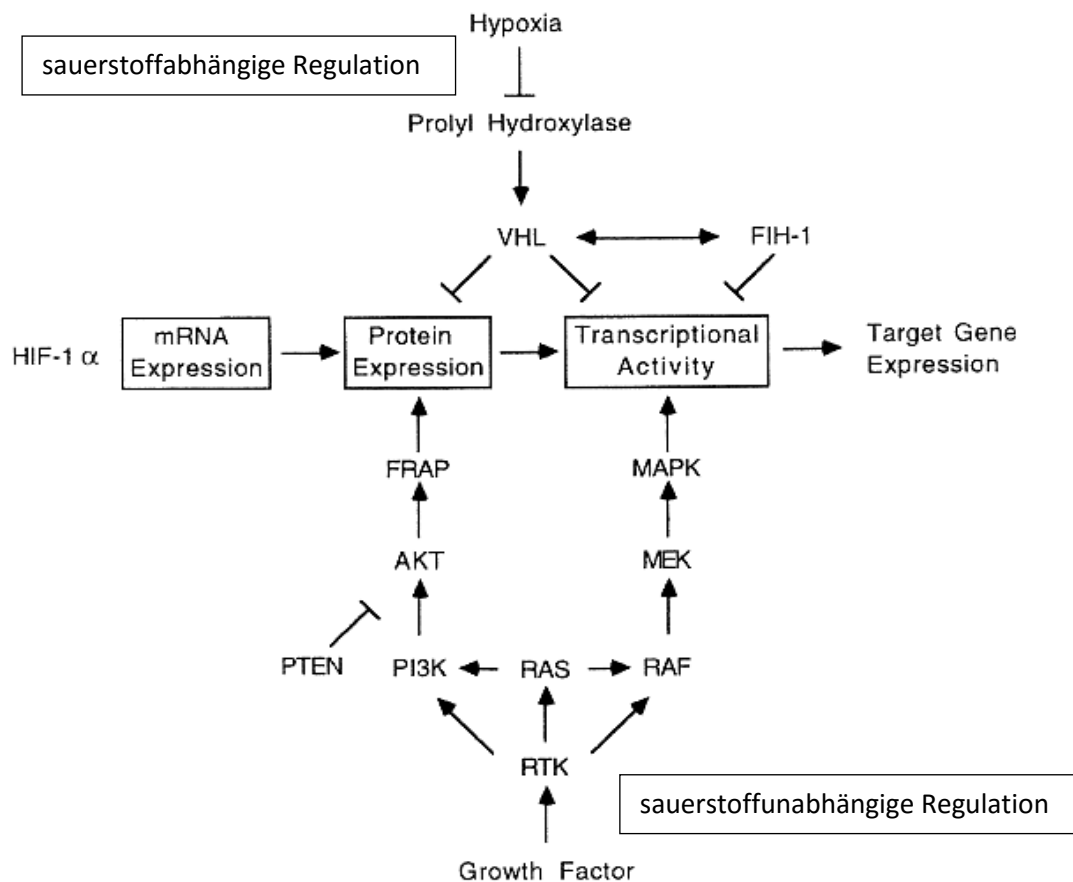 Hypoxia
sauerstoffabhängige Regulation
Prolyl Hydroxylase
VHL
FIH-1
HIF-1 α
mRNA
Expression
Protein
Expression
Transcriptional
Activity
Target Gene
Expression
FRAP
MAPK
AKT
MEK
PTEN
PI3K
RAS
RAF
RTK
sauerstoffunabhängige Regulation
Growth Factor